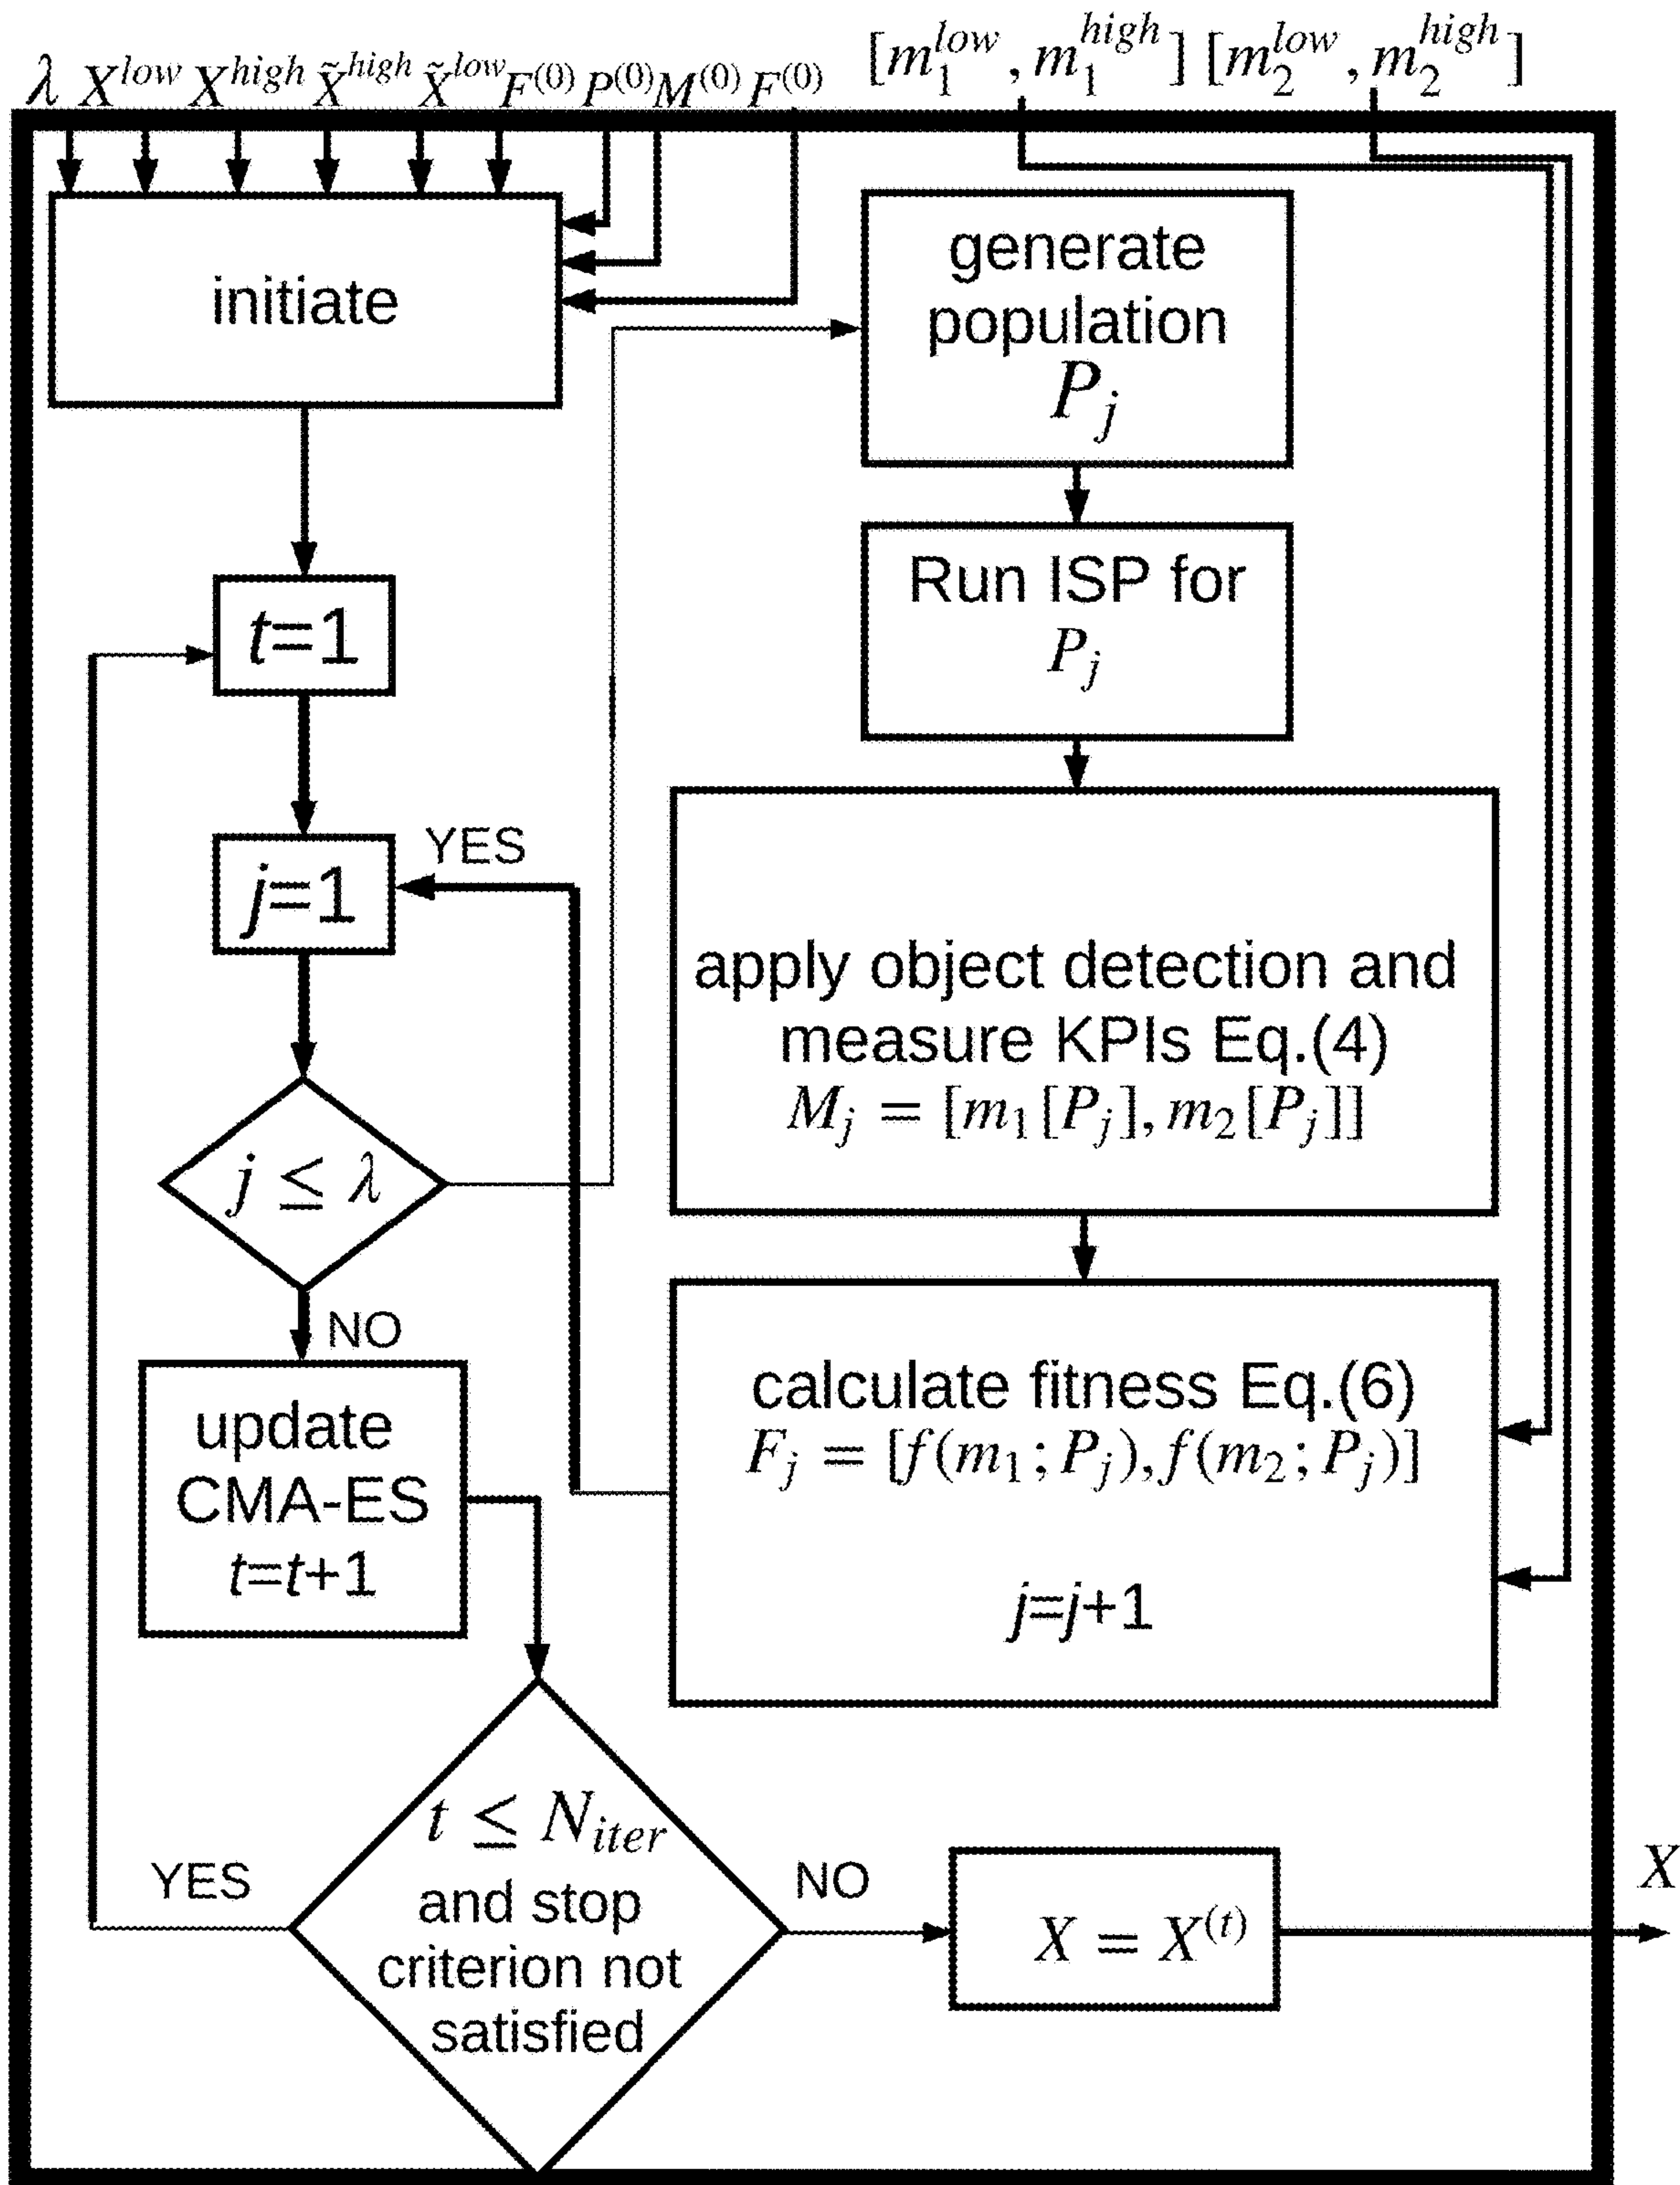 λ X^low X^high X̃^high X̃^low F^(0) P^(0) M^(0) F^(0) [m_1^low, m_1^high] [m_2^low, m_2^high]
initiate
generate
population
P_j
Run ISP for
P_j
t=1
j=1
YES
apply object detection and
measure KPIs Eq.(4)
M_j = [m_1[P_j], m_2[P_j]]
j ≤ λ
NO
calculate fitness Eq.(6)
F_j = [f(m_1; P_j), f(m_2; P_j)]
j=j+1
update
CMA-ES
t=t+1
t ≤ N_iter
and stop
criterion not
satisfied
YES
NO
X = X^(t)
X